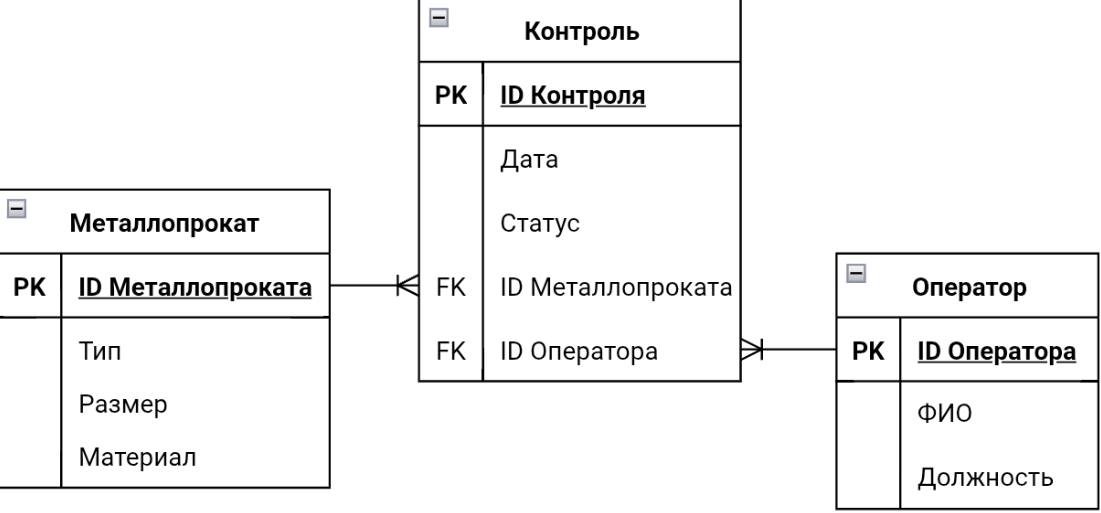 Контроль
PK ID Контроля
Дата
Статус
FK ID Металлопроката
FK ID Оператора
Металлопрокат
PK ID Металлопроката
Тип
Размер
Материал
Оператор
PK ID Оператора
ФИО
Должность